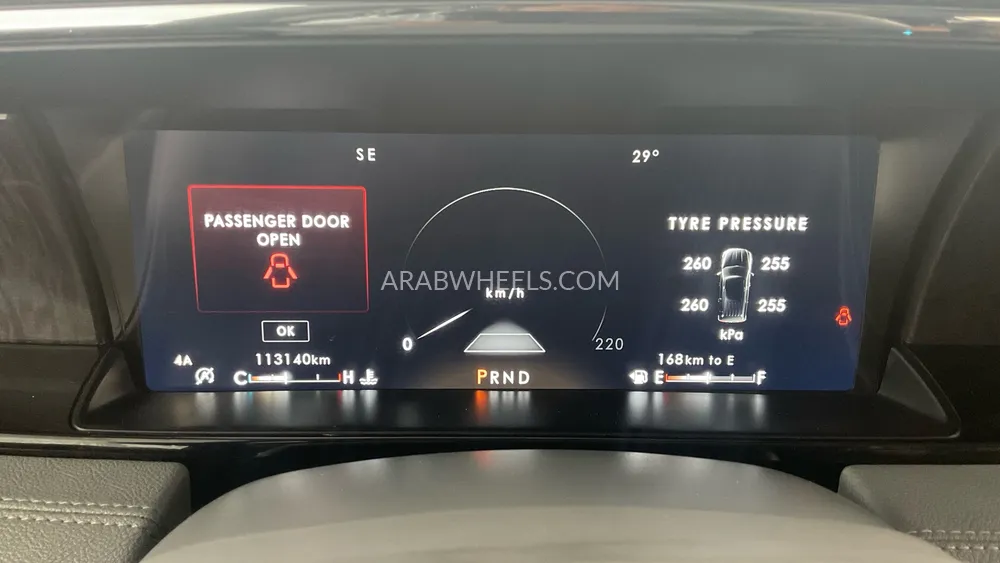 SE
29°
PASSENGER DOOR
OPEN
OK
4A
113140km
C H
ARABWHEELS.COM
km/h
0
220
PRND
TYRE PRESSURE
260 255
260 255
kPa
168km to E
E F